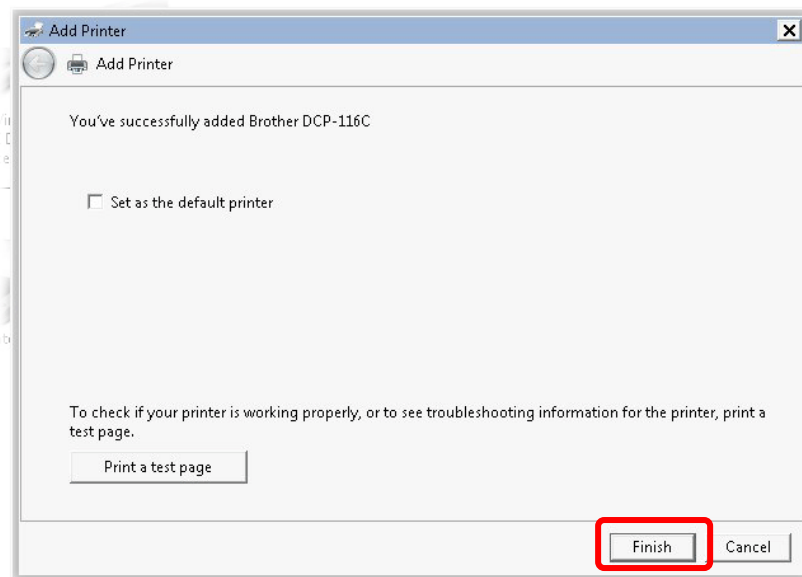 Add Printer
Add Printer
You've successfully added Brother DCP-116C
Set as the default printer
To check if your printer is working properly, or to see troubleshooting information for the printer, print a
test page.
Print a test page
Finish
Cancel